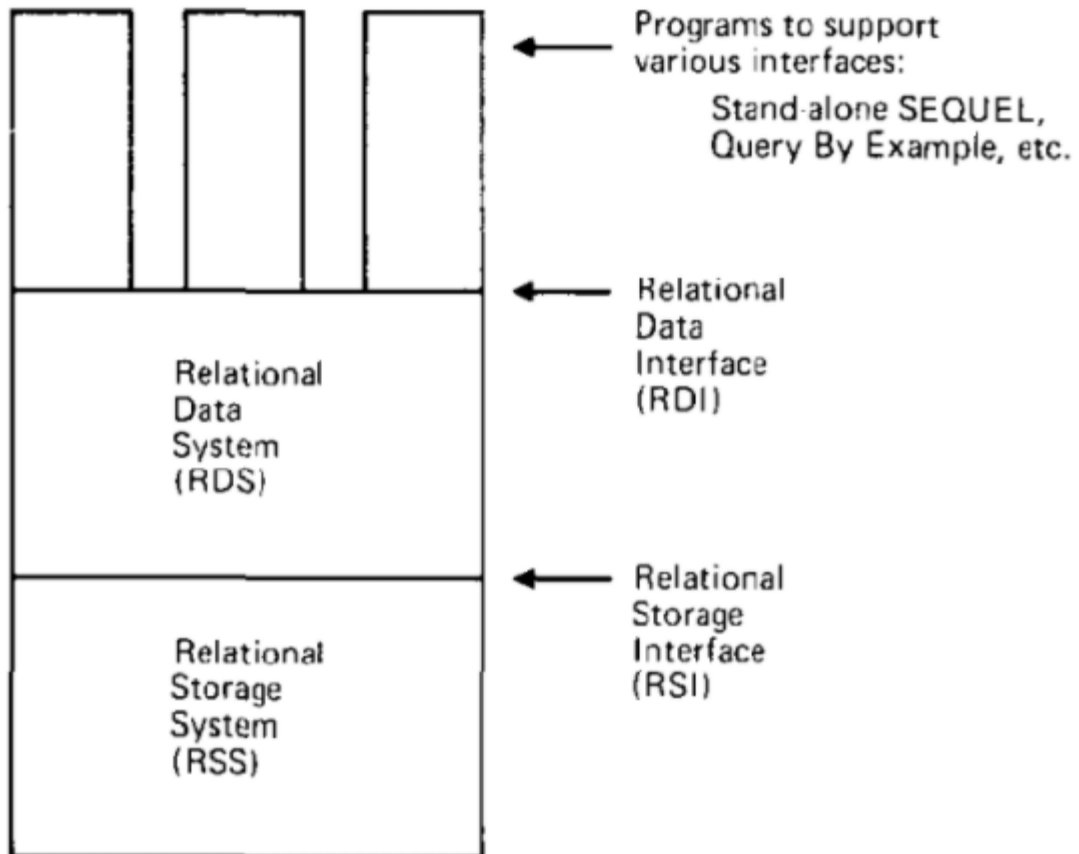 Programs to support
various interfaces:
Stand-alone SEQUEL,
Query By Example, etc.
Relational
Data
Interface
(RDI)
Relational
Data
System
(RDS)
Relational
Storage
Interface
(RSI)
Relational
Storage
System
(RSS)